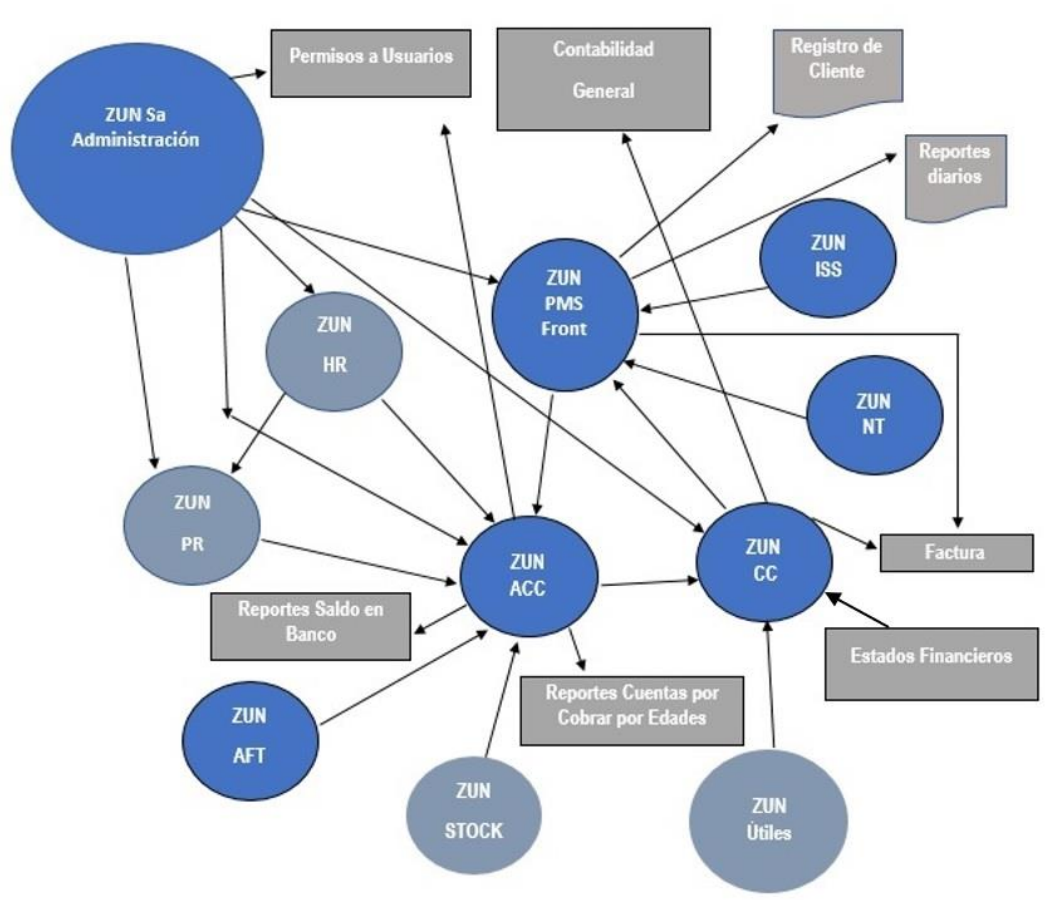 ZUN Sa
Administración
Permisos a Usuarios
Contabilidad
General
Registro de
Cliente
Reportes
diarios
ZUN
ISS
ZUN
PMS
Front
ZUN
HR
ZUN
NT
ZUN
PR
ZUN
ACC
ZUN
CC
Factura
Reportes Saldo en
Banco
Estados Financieros
Reportes Cuentas por
Cobrar por Edades
ZUN
AFT
ZUN
STOCK
ZUN
Útiles